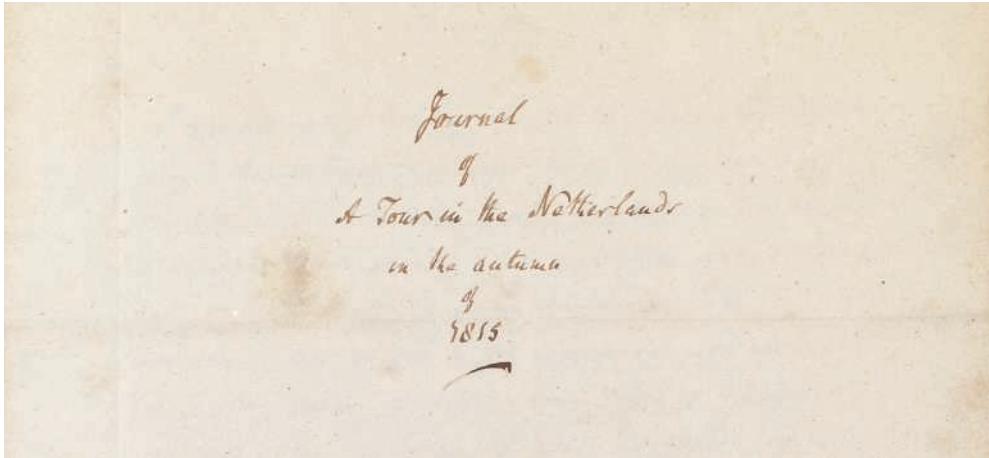 Journal
of
A Tour in the Netherlands
in the autumn
of
1815